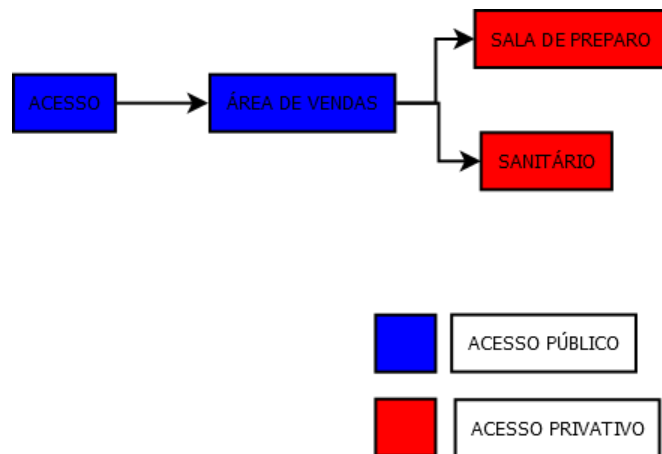 SALA DE PREPARO
ACESSO
ÁREA DE VENDAS
SANITÁRIO
ACESSO PÚBLICO
ACESSO PRIVATIVO